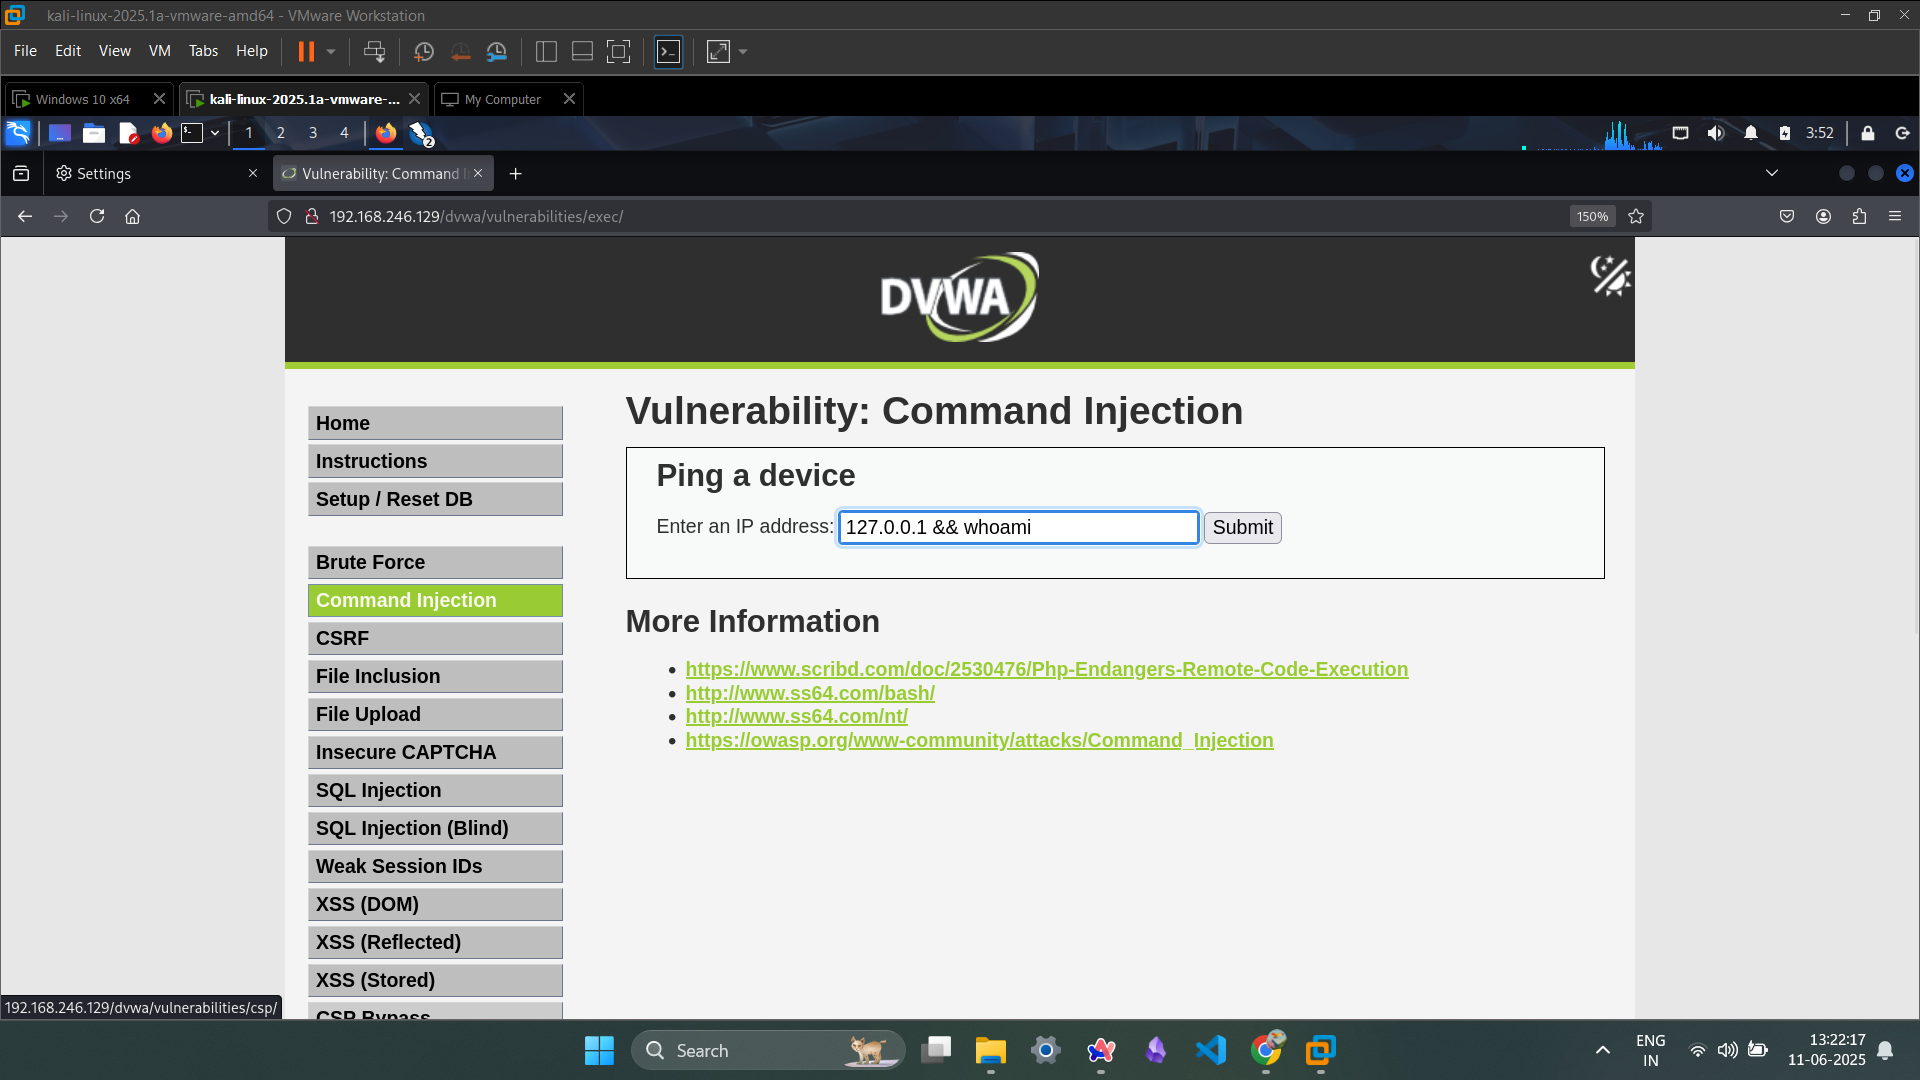 kali-linux-2025.1a-vmware-amd64 - VMware Workstation
File Edit View VM Tabs Help
Windows 10 x64
kali-linux-2025.1a-vmware-...
My Computer
1 2 3 4
2
3:52
Settings
Vulnerability: Command I
192.168.246.129/dvwa/vulnerabilities/exec/
150%
DVWA
Home
Instructions
Setup / Reset DB
Brute Force
Command Injection
CSRF
File Inclusion
File Upload
Insecure CAPTCHA
SQL Injection
SQL Injection (Blind)
Weak Session IDs
XSS (DOM)
XSS (Reflected)
XSS (Stored)
CSP Bypass
Vulnerability: Command Injection
Ping a device
Enter an IP address: 127.0.0.1 && whoami Submit
More Information
https://www.scribd.com/doc/2530476/Php-Endangers-Remote-Code-Execution
http://www.ss64.com/bash/
http://www.ss64.com/nt/
https://owasp.org/www-community/attacks/Command_Injection
192.168.246.129/dvwa/vulnerabilities/csp/
Search
ENG
IN
13:22:17
11-06-2025